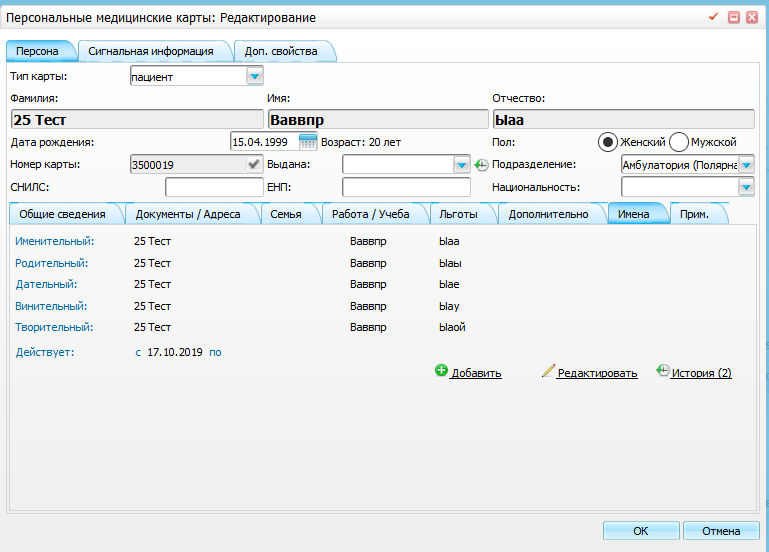 Персональные медицинские карты: Редактирование
Персона Сигнальная информация Доп. свойства
Тип карты: пациент
Фамилия: Имя: Отчество:
25 Тест Ваввпр Ыаа
Дата рождения: 15.04.1999 Возраст: 20 лет Пол: Женский Мужской
Номер карты: 3500019 Выдана: Подразделение: Амбулатория (Полярна
СНИЛС: ЕНП: Национальность:
Общие сведения Документы / Адреса Семья Работа / Учеба Льготы Дополнительно Имена Прим.
Именительный: 25 Тест Ваввпр Ыаа
Родительный: 25 Тест Ваввпр Ыаы
Дательный: 25 Тест Ваввпр Ыае
Винительный: 25 Тест Ваввпр Ыау
Творительный: 25 Тест Ваввпр Ыаой
Действует: с 17.10.2019 по
Добавить Редактировать История (2)
ОК Отмена